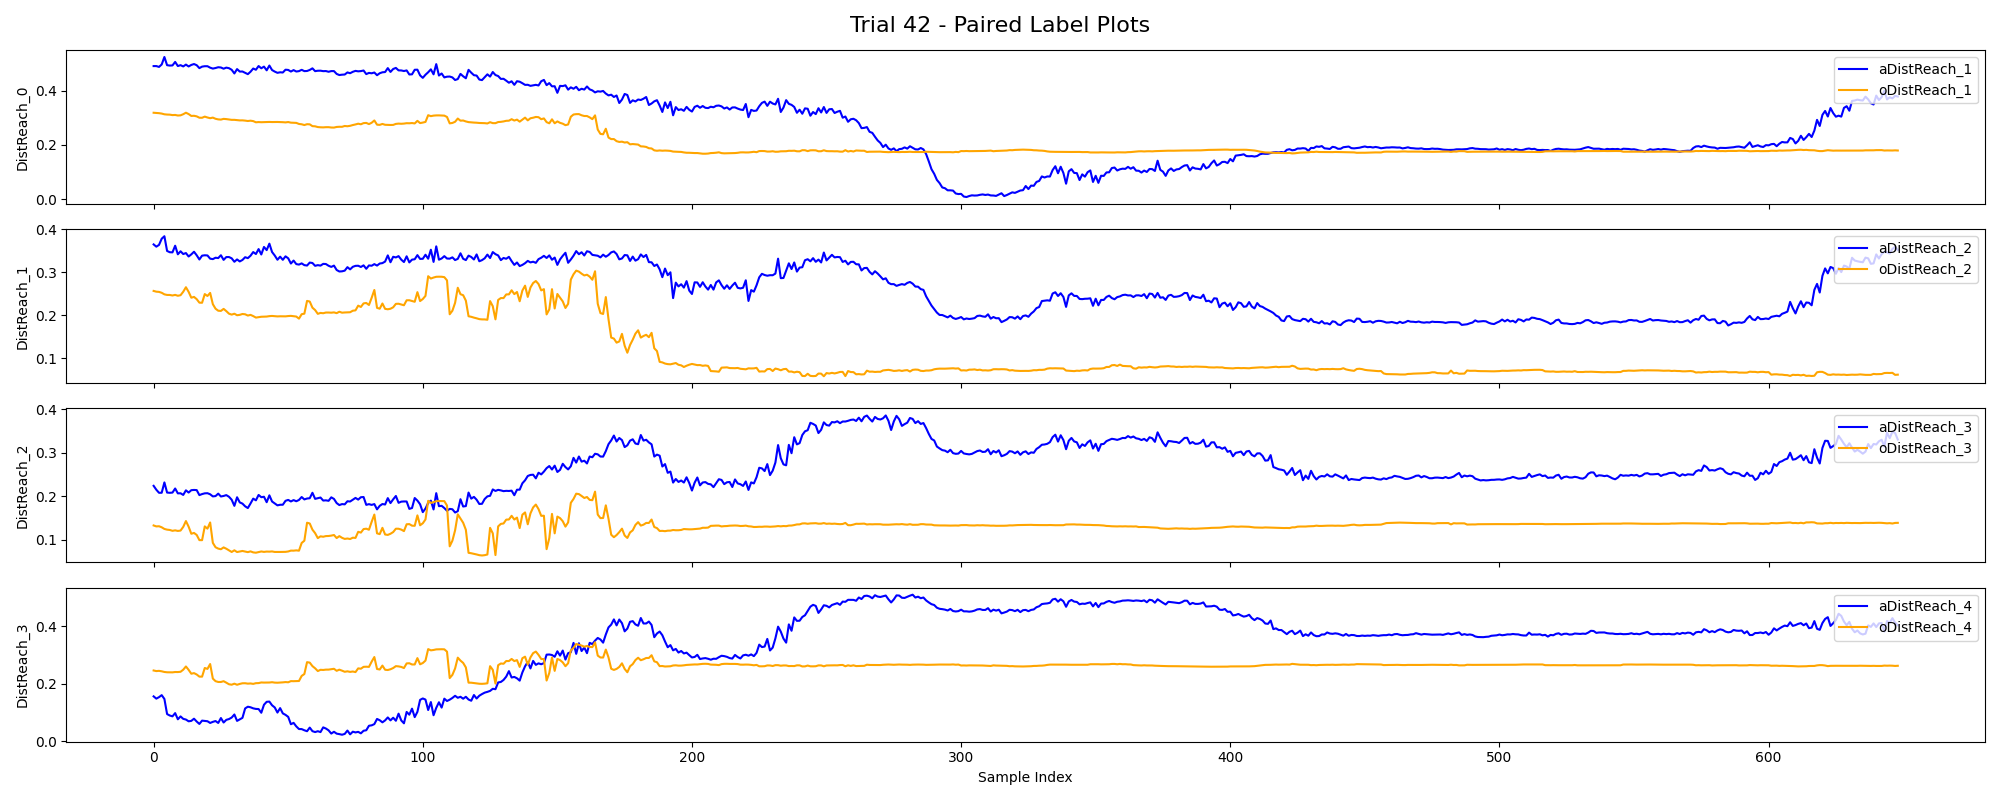 Trial 42 - Paired Label Plots
DistReach_0
0.4
0.2
0.0
aDistReach_1
oDistReach_1
DistReach_1
0.4
0.3
0.2
0.1
aDistReach_2
oDistReach_2
DistReach_2
0.4
0.3
0.2
0.1
aDistReach_3
oDistReach_3
DistReach_3
0.4
0.2
0.0
aDistReach_4
oDistReach_4
0 100 200 300 400 500 600
Sample Index